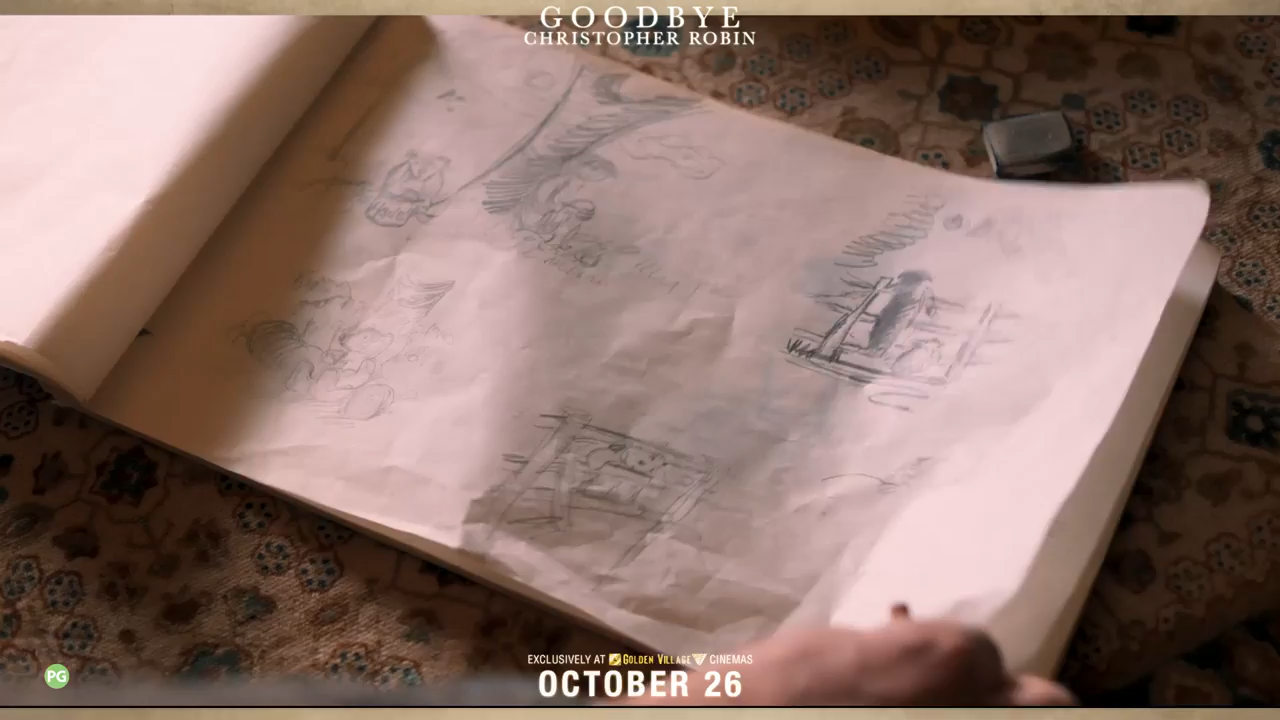 GOODBYE
CHRISTOPHER ROBIN
EXCLUSIVELY AT GOLDEN VILLAGE CINEMAS
OCTOBER 26
PG